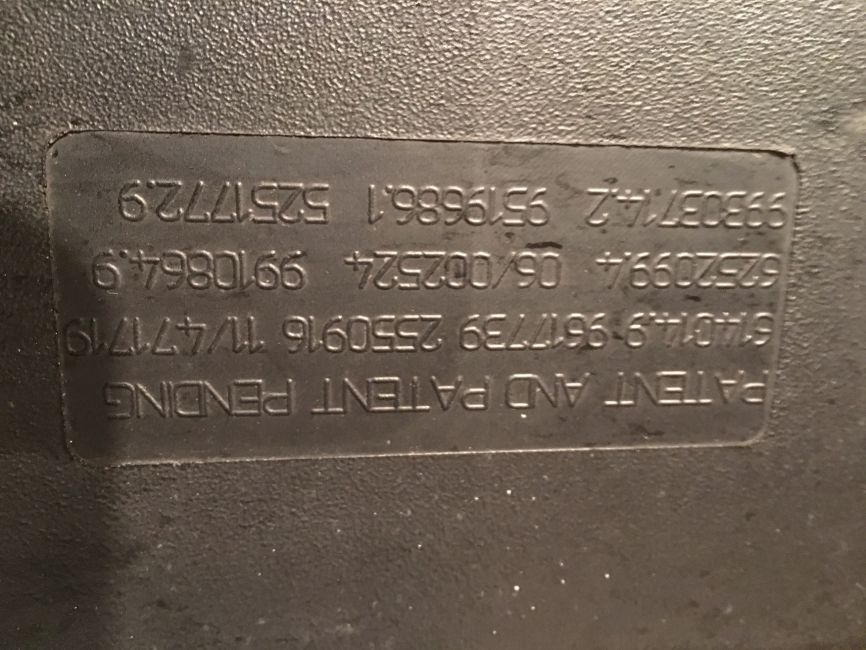 PATENT AND PATENT PENDING
614014.9 9617739 2550916 11/471719
6252099.4 06/002524 9910864.9
99303714.2 9519686.1 5251772.9